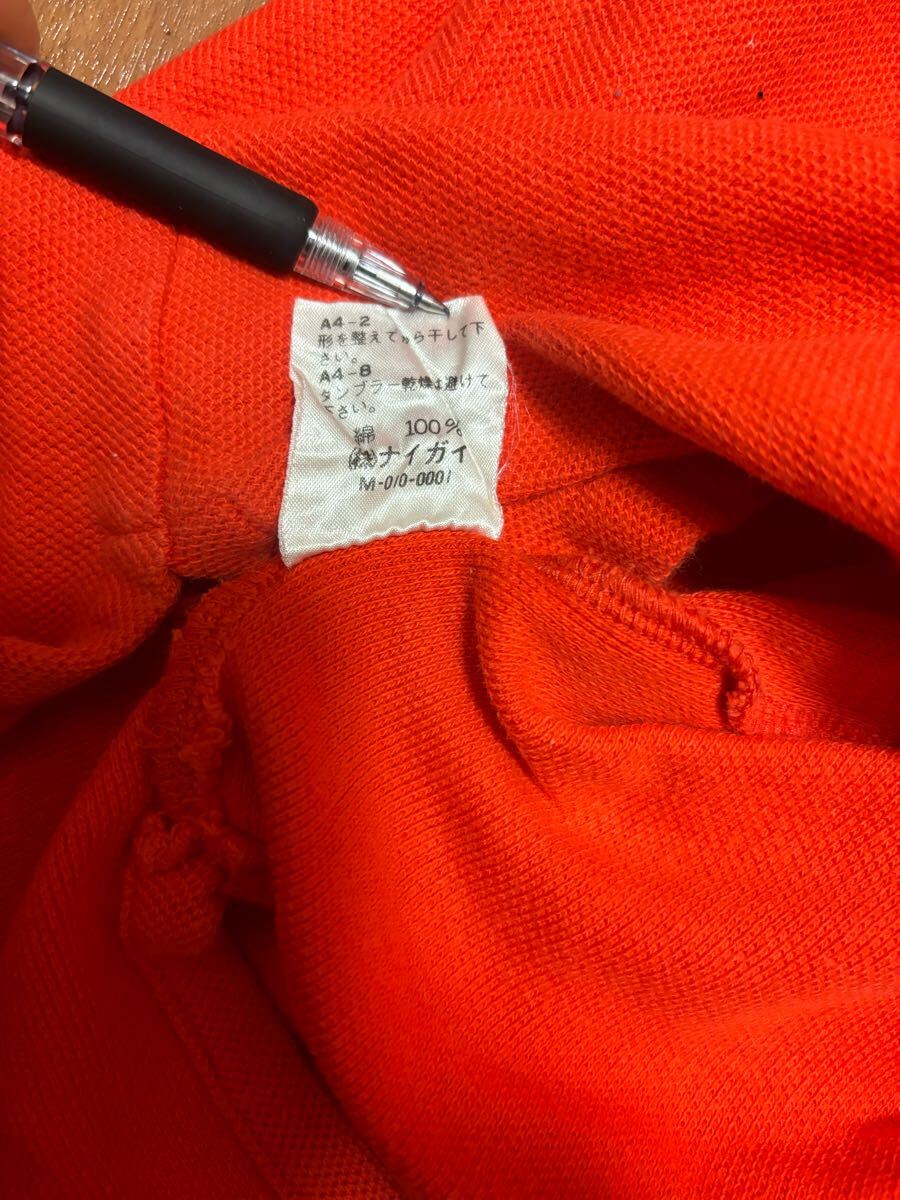 A4-2
形を整えてから干して下
さい。
A4-8
タンブラー乾燥は避けて
下さい。
綿 100%
㈱ナイガイ
M-010-0001